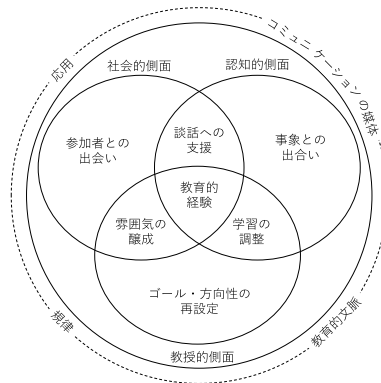 コミュニケーションの媒体
応用
社会的側面
認知的側面
談話への
支援
参加者との
出会い
事象との
出合い
教育的
経験
雰囲気の
醸成
学習の
調整
ゴール・方向性の
再設定
教授的側面
規律
教育的文脈